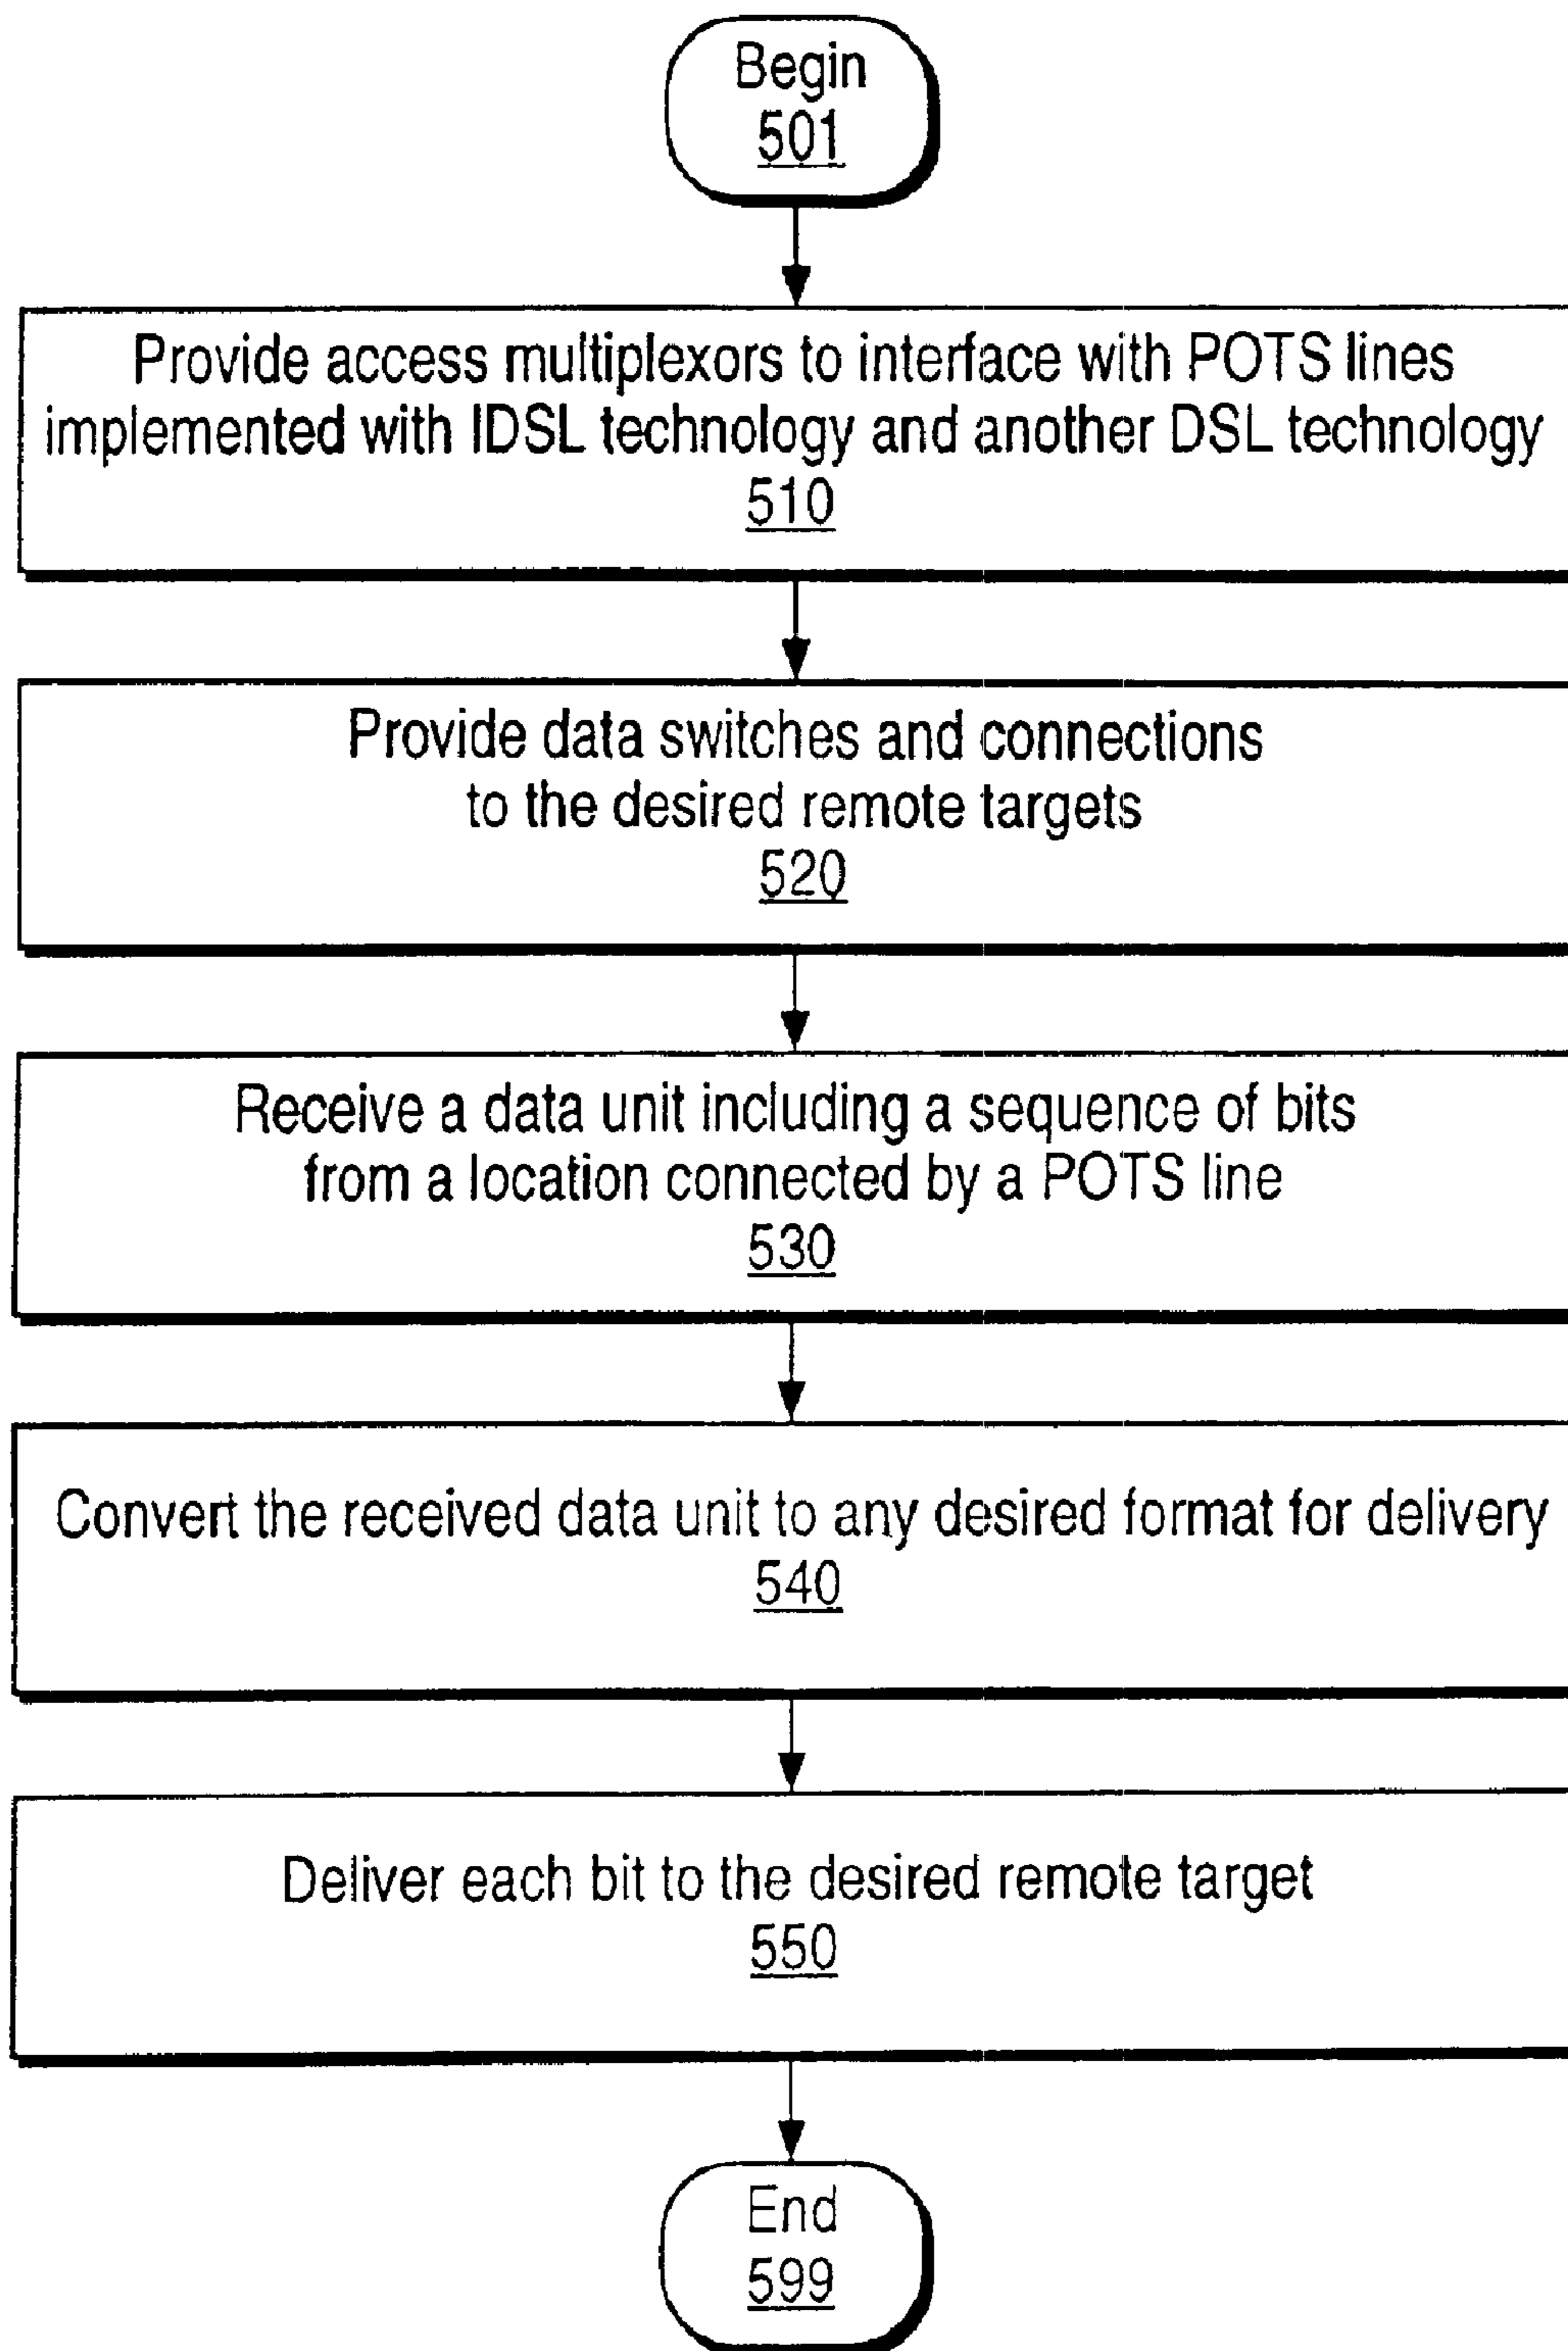 Begin
501
Provide access multiplexors to interface with POTS lines
implemented with IDSL technology and another DSL technology
510
Provide data switches and connections
to the desired remote targets
520
Receive a data unit including a sequence of bits
from a location connected by a POTS line
530
Convert the received data unit to any desired format for delivery
540
Deliver each bit to the desired remote target
550
End
599